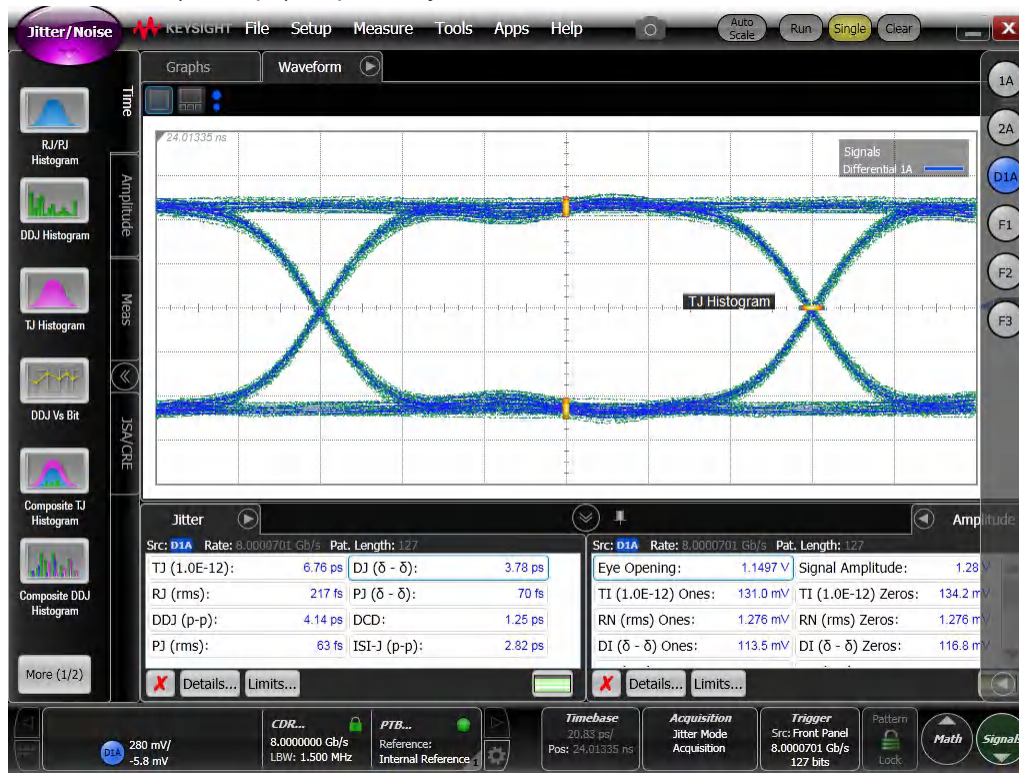 Jitter/Noise
KEYSIGHT File Setup Measure Tools Apps Help
Auto Scale
Run
Single
Clear
X
Graphs
Waveform
Time
Amplitude
Meas
JSA/CRE
RJ/PJ
Histogram
DDJ Histogram
TJ Histogram
DDJ Vs Bit
Composite TJ
Histogram
Composite DDJ
Histogram
More (1/2)
24.01335 ns
Signals
Differential 1A
TJ Histogram
1A
2A
D1A
F1
F2
F3
Jitter
Src: D1A Rate: 8.0000701 Gb/s Pat. Length: 127
TJ (1.0E-12): 6.76 ps DJ (δ - δ): 3.78 ps
RJ (rms): 217 fs PJ (δ - δ): 70 fs
DDJ (p-p): 4.14 ps DCD: 1.25 ps
PJ (rms): 63 fs ISI-J (p-p): 2.82 ps
Details... Limits...
Amplitude
Src: D1A Rate: 8.0000701 Gb/s Pat. Length: 127
Eye Opening: 1.1497 V Signal Amplitude: 1.28 V
TI (1.0E-12) Ones: 131.0 mV TI (1.0E-12) Zeros: 134.2 mV
RN (rms) Ones: 1.276 mV RN (rms) Zeros: 1.276 mV
DI (δ - δ) Ones: 113.5 mV DI (δ - δ) Zeros: 116.8 mV
Details... Limits...
D1A
280 mV/
-5.8 mV
CDR...
8.0000000 Gb/s
LBW: 1.500 MHz
PTB...
Reference:
Internal Reference
1
Timebase
20.83 ps/
Pos: 24.01335 ns
Acquisition
Jitter Mode
Acquisition
Trigger
Src: Front Panel
8.0000701 Gb/s
127 bits
Pattern
Lock
Math
Signals